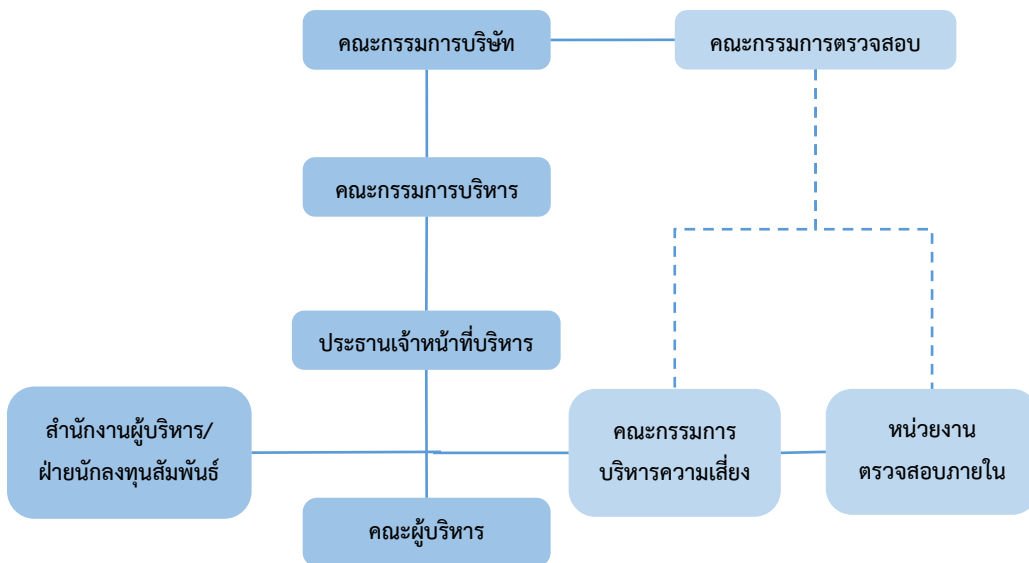 คณะกรรมการบริษัท
คณะกรรมการตรวจสอบ
คณะกรรมการบริหาร
ประธานเจ้าหน้าที่บริหาร
สำนักงานผู้บริหาร/
ฝ่ายนักลงทุนสัมพันธ์
คณะกรรมการ
บริหารความเสี่ยง
หน่วยงาน
ตรวจสอบภายใน
คณะผู้บริหาร